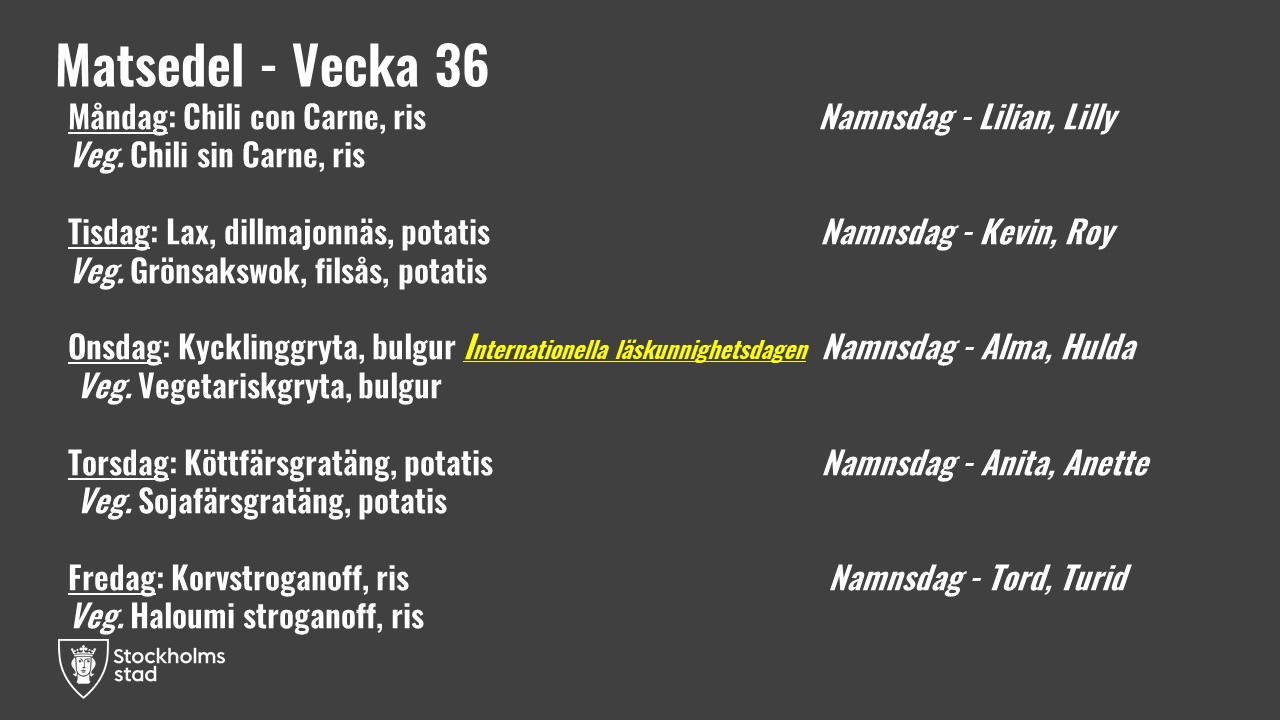 Matsedel - Vecka 36
Måndag: Chili con Carne, ris Namnsdag - Lilian, Lilly
Veg. Chili sin Carne, ris
Tisdag: Lax, dillmajonnäs, potatis Namnsdag - Kevin, Roy
Veg. Grönsakswok, filsås, potatis
Onsdag: Kycklinggryta, bulgur Internationella läskunnighetsdagen Namnsdag - Alma, Hulda
Veg. Vegetariskgryta, bulgur
Torsdag: Köttfärsgratäng, potatis Namnsdag - Anita, Anette
Veg. Sojafärsgratäng, potatis
Fredag: Korvstroganoff, ris Namnsdag - Tord, Turid
Veg. Haloumi stroganoff, ris
Stockholms
stad